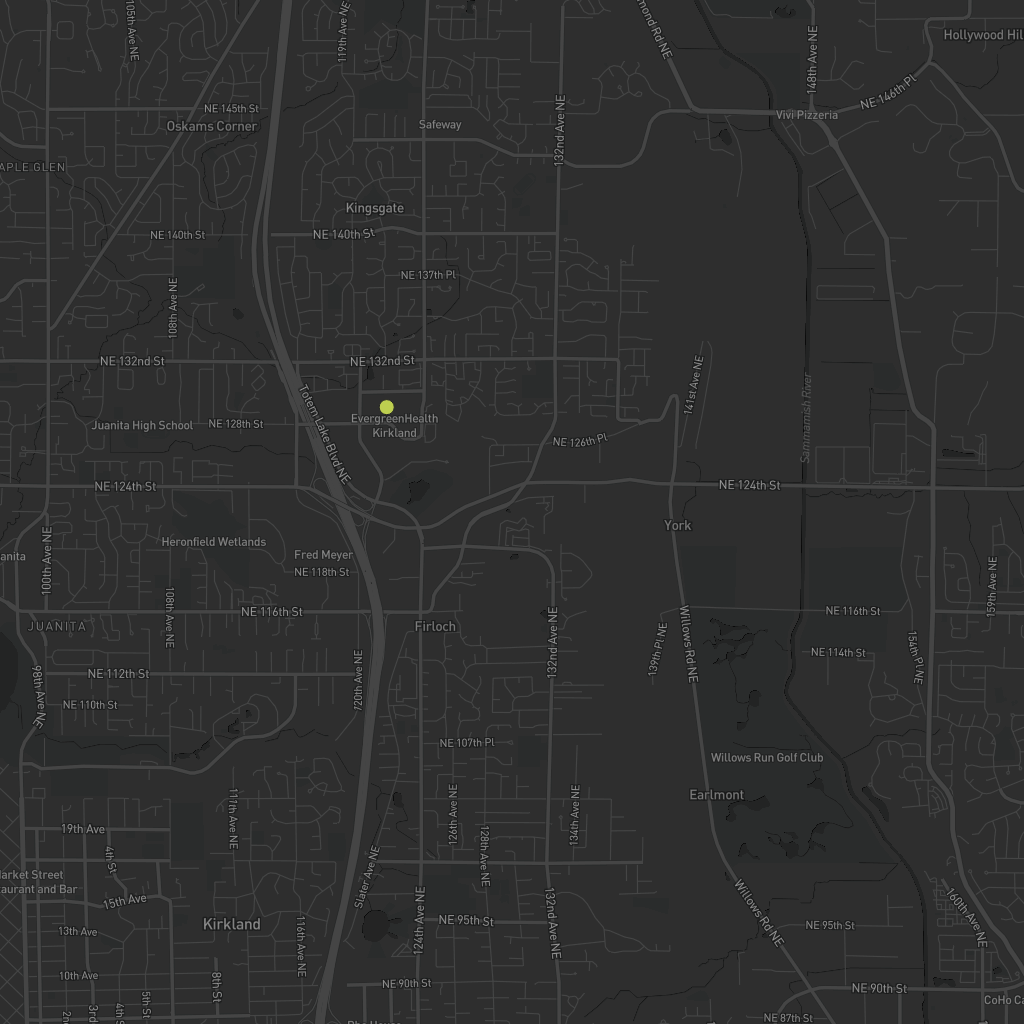 105th Ave NE
119th Ave NE
mond Rd NE
148th Ave NE
Hollywood Hil
NE 145th St
Oskams Corner
Safeway
132nd Ave NE
NE 146th Pl
Vivi Pizzeria
APLE GLEN
Kingsgate
NE 140th St
NE 140th St
NE 137th Pl
108th Ave NE
NE 132nd St
NE 132nd St
141st Ave NE
Sammamish River
Totem Lake Blvd NE
EvergreenHealth
Kirkland
Juanita High School
NE 128th St
NE 126th Pl
NE 124th St
NE 124th St
York
Heronfield Wetlands
Fred Meyer
NE 118th St
anita
100th Ave NE
108th Ave NE
159th Ave NE
NE 116th St
NE 116th St
JUANITA
Firloch
132nd Ave NE
139th Pl NE
Willows Rd NE
NE 114th St
154th Pl NE
98th Ave NE
NE 112th St
120th Ave NE
NE 110th St
NE 107th Pl
Willows Run Golf Club
Earlmont
111th Ave NE
126th Ave NE
134th Ave NE
19th Ave
4th St
128th Ave NE
Slater Ave NE
Market Street
taurant and Bar
15th Ave
Kirkland
116th Ave NE
124th Ave NE
NE 95th St
132nd Ave NE
Willows Rd NE
NE 95th St
160th Ave NE
13th Ave
10th Ave
8th St
5th St
4th St
3rd
2nd
NE 90th St
NE 90th St
CoHo Ca
NE 87th St